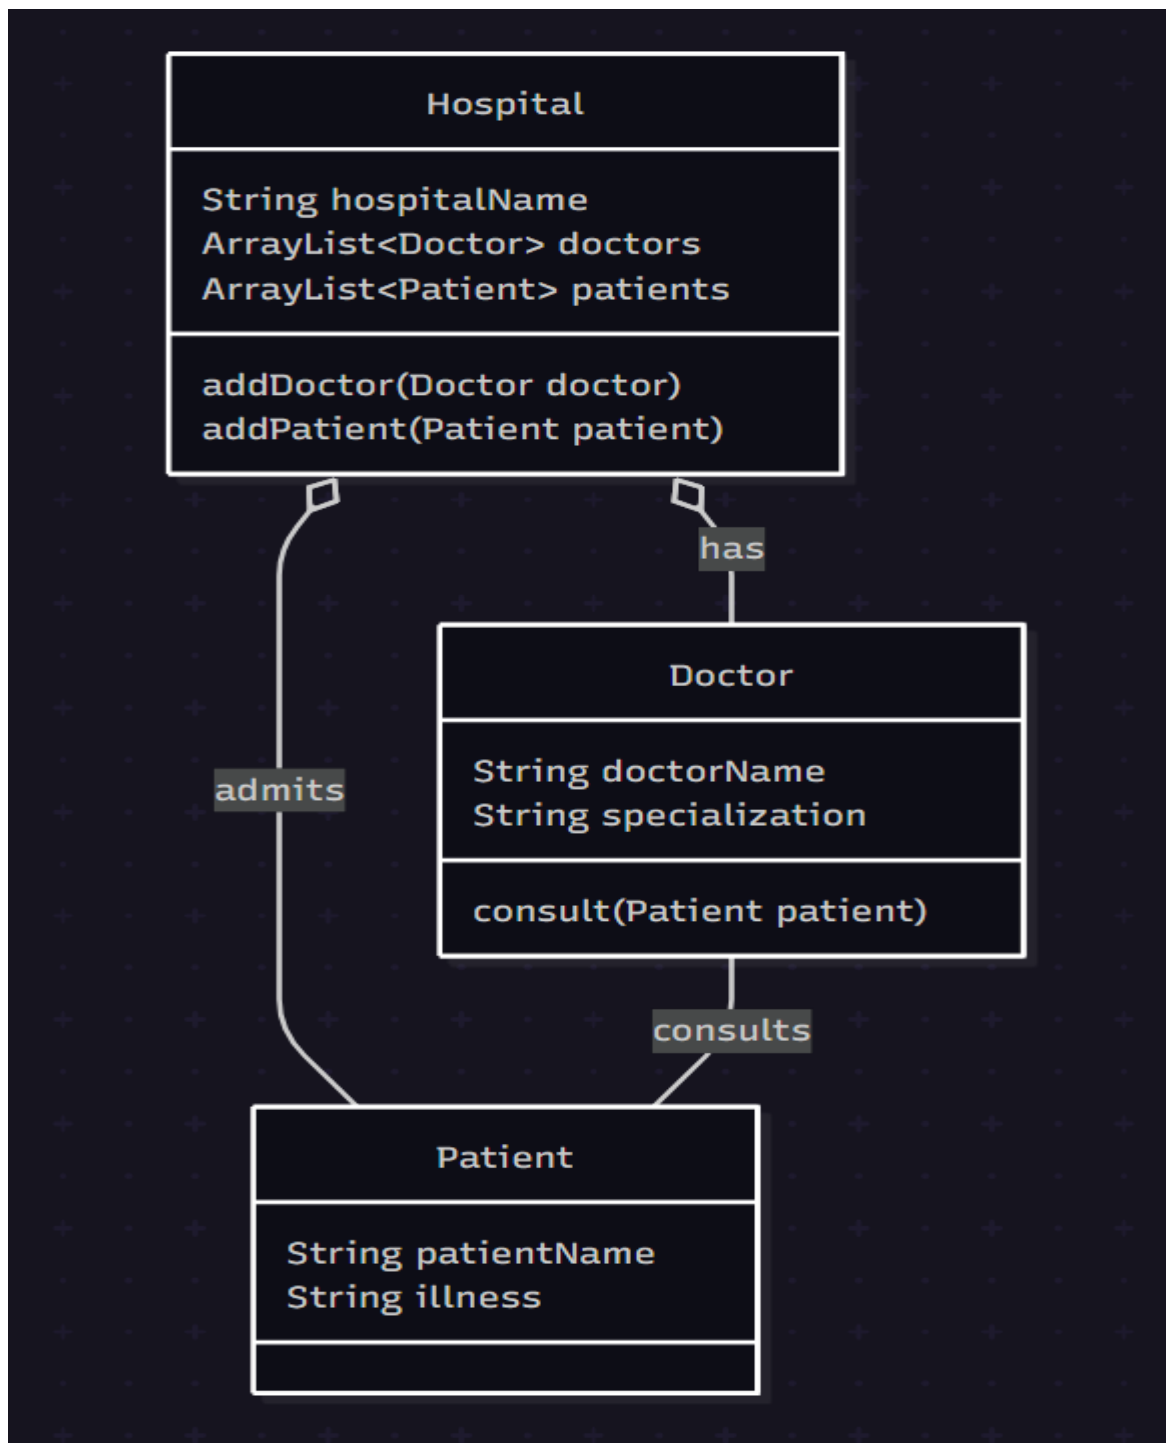 Hospital
String hospitalName
ArrayList<Doctor> doctors
ArrayList<Patient> patients
addDoctor(Doctor doctor)
addPatient(Patient patient)
has
Doctor
String doctorName
String specialization
consult(Patient patient)
admits
consults
Patient
String patientName
String illness